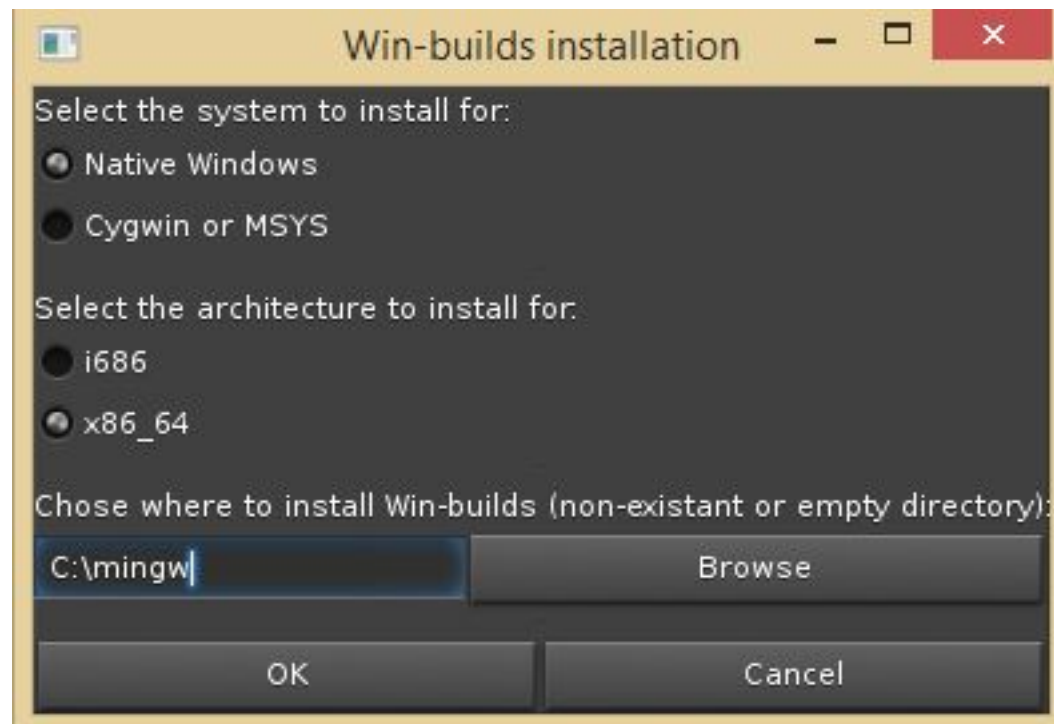 Win-builds installation
Select the system to install for:
Native Windows
Cygwin or MSYS
Select the architecture to install for:
i686
x86_64
Chose where to install Win-builds (non-existant or empty directory):
C:\mingw
Browse
OK
Cancel